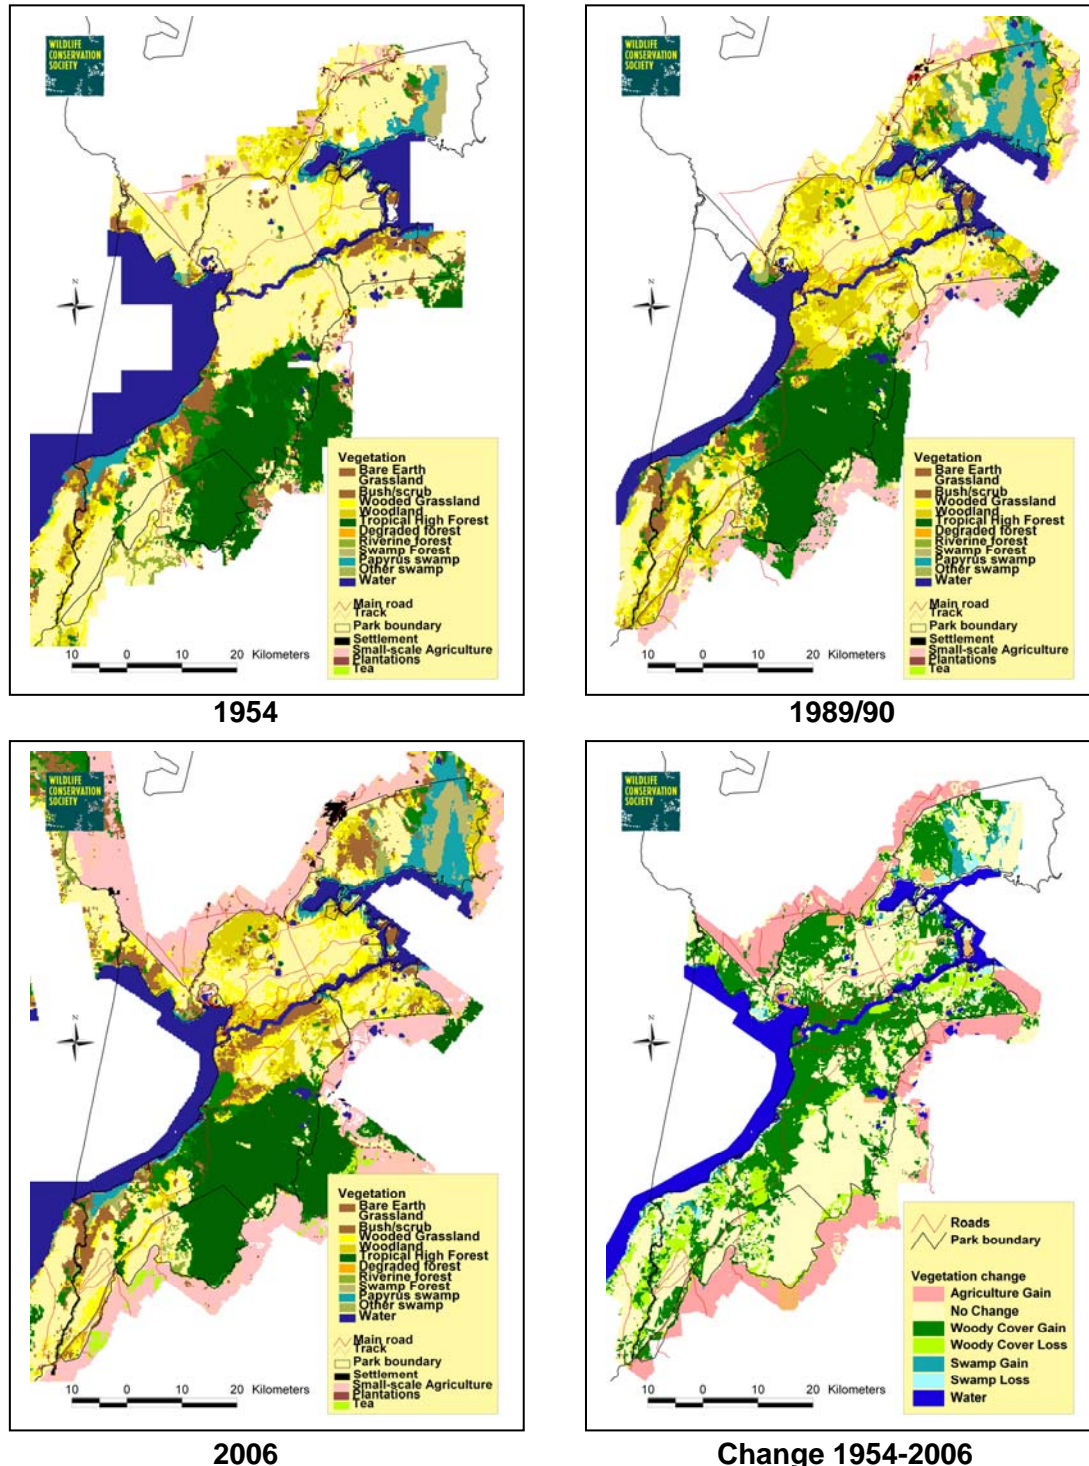 WILDLIFE
CONSERVATION
SOCIETY
N
Vegetation
Bare Earth
Grassland
Bush/scrub
Wooded Grassland
Woodland
Tropical High Forest
Degraded forest
Riverine forest
Swamp Forest
Papyrus swamp
Other swamp
Water
Main road
Track
Park boundary
Settlement
Small-scale Agriculture
Plantations
Tea
10 0 10 20 Kilometers
1954
WILDLIFE
CONSERVATION
SOCIETY
N
Vegetation
Bare Earth
Grassland
Bush/scrub
Wooded Grassland
Woodland
Tropical High Forest
Degraded forest
Riverine forest
Swamp Forest
Papyrus swamp
Other swamp
Water
Main road
Track
Park boundary
Settlement
Small-scale Agriculture
Plantations
Tea
10 0 10 20 Kilometers
1989/90
WILDLIFE
CONSERVATION
SOCIETY
N
Vegetation
Bare Earth
Grassland
Bush/scrub
Wooded Grassland
Woodland
Tropical High Forest
Degraded forest
Riverine forest
Swamp Forest
Papyrus swamp
Other swamp
Water
Main road
Track
Park boundary
Settlement
Small-scale Agriculture
Plantations
Tea
10 0 10 20 Kilometers
2006
WILDLIFE
CONSERVATION
SOCIETY
N
Roads
Park boundary
Vegetation change
Agriculture Gain
No Change
Woody Cover Gain
Woody Cover Loss
Swamp Gain
Swamp Loss
Water
10 0 10 20 Kilometers
Change 1954-2006